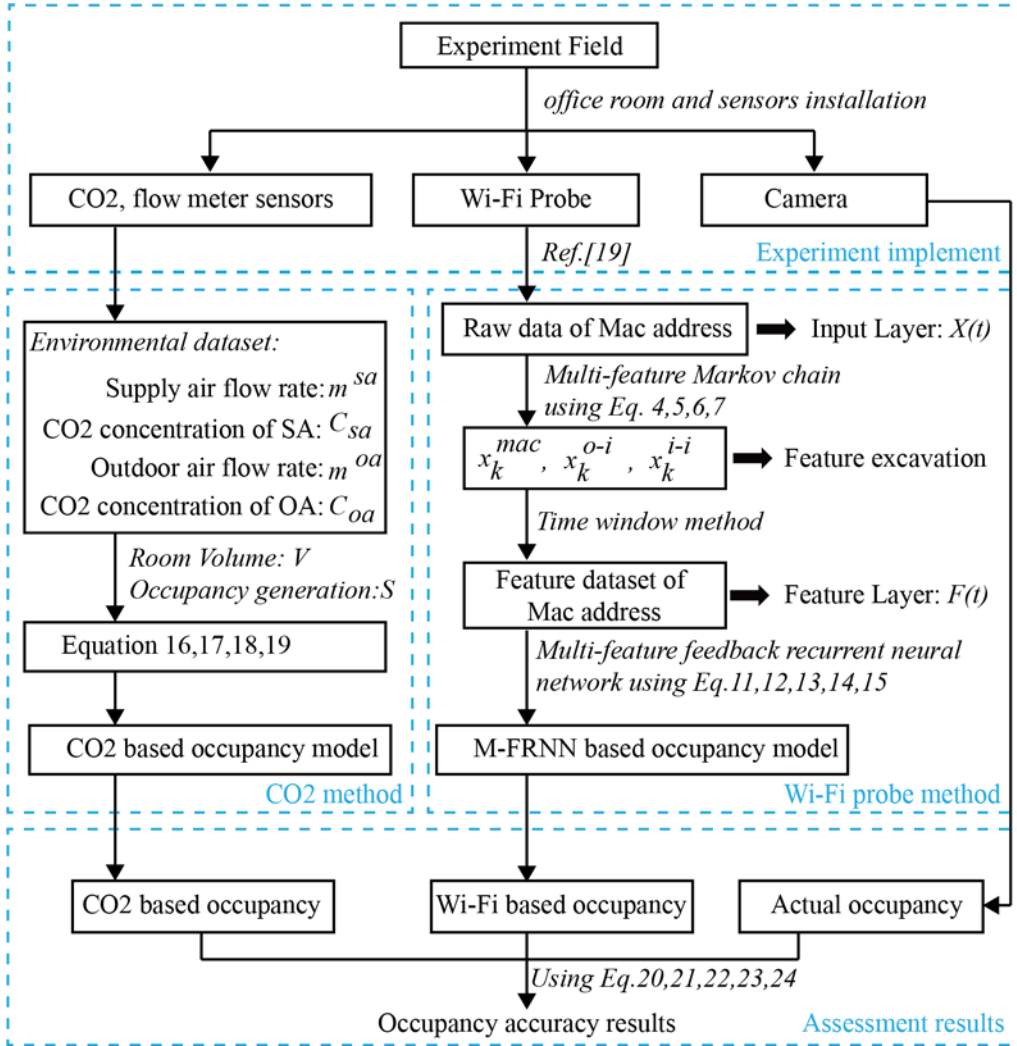 Experiment Field
office room and sensors installation
CO2, flow meter sensors
Wi-Fi Probe
Camera
Ref.[19]
Experiment implement
Environmental dataset:
Supply air flow rate: m^sa
CO2 concentration of SA: C_sa
Outdoor air flow rate: m^oa
CO2 concentration of OA: C_oa
Room Volume: V
Occupancy generation:S
Equation 16,17,18,19
CO2 based occupancy model
CO2 method
Raw data of Mac address
Input Layer: X(t)
Multi-feature Markov chain
using Eq. 4,5,6,7
x_k^mac, x_k^o-i, x_k^i-i
Feature excavation
Time window method
Feature dataset of
Mac address
Feature Layer: F(t)
Multi-feature feedback recurrent neural
network using Eq.11,12,13,14,15
M-FRNN based occupancy model
Wi-Fi probe method
CO2 based occupancy
Wi-Fi based occupancy
Actual occupancy
Using Eq.20,21,22,23,24
Occupancy accuracy results
Assessment results